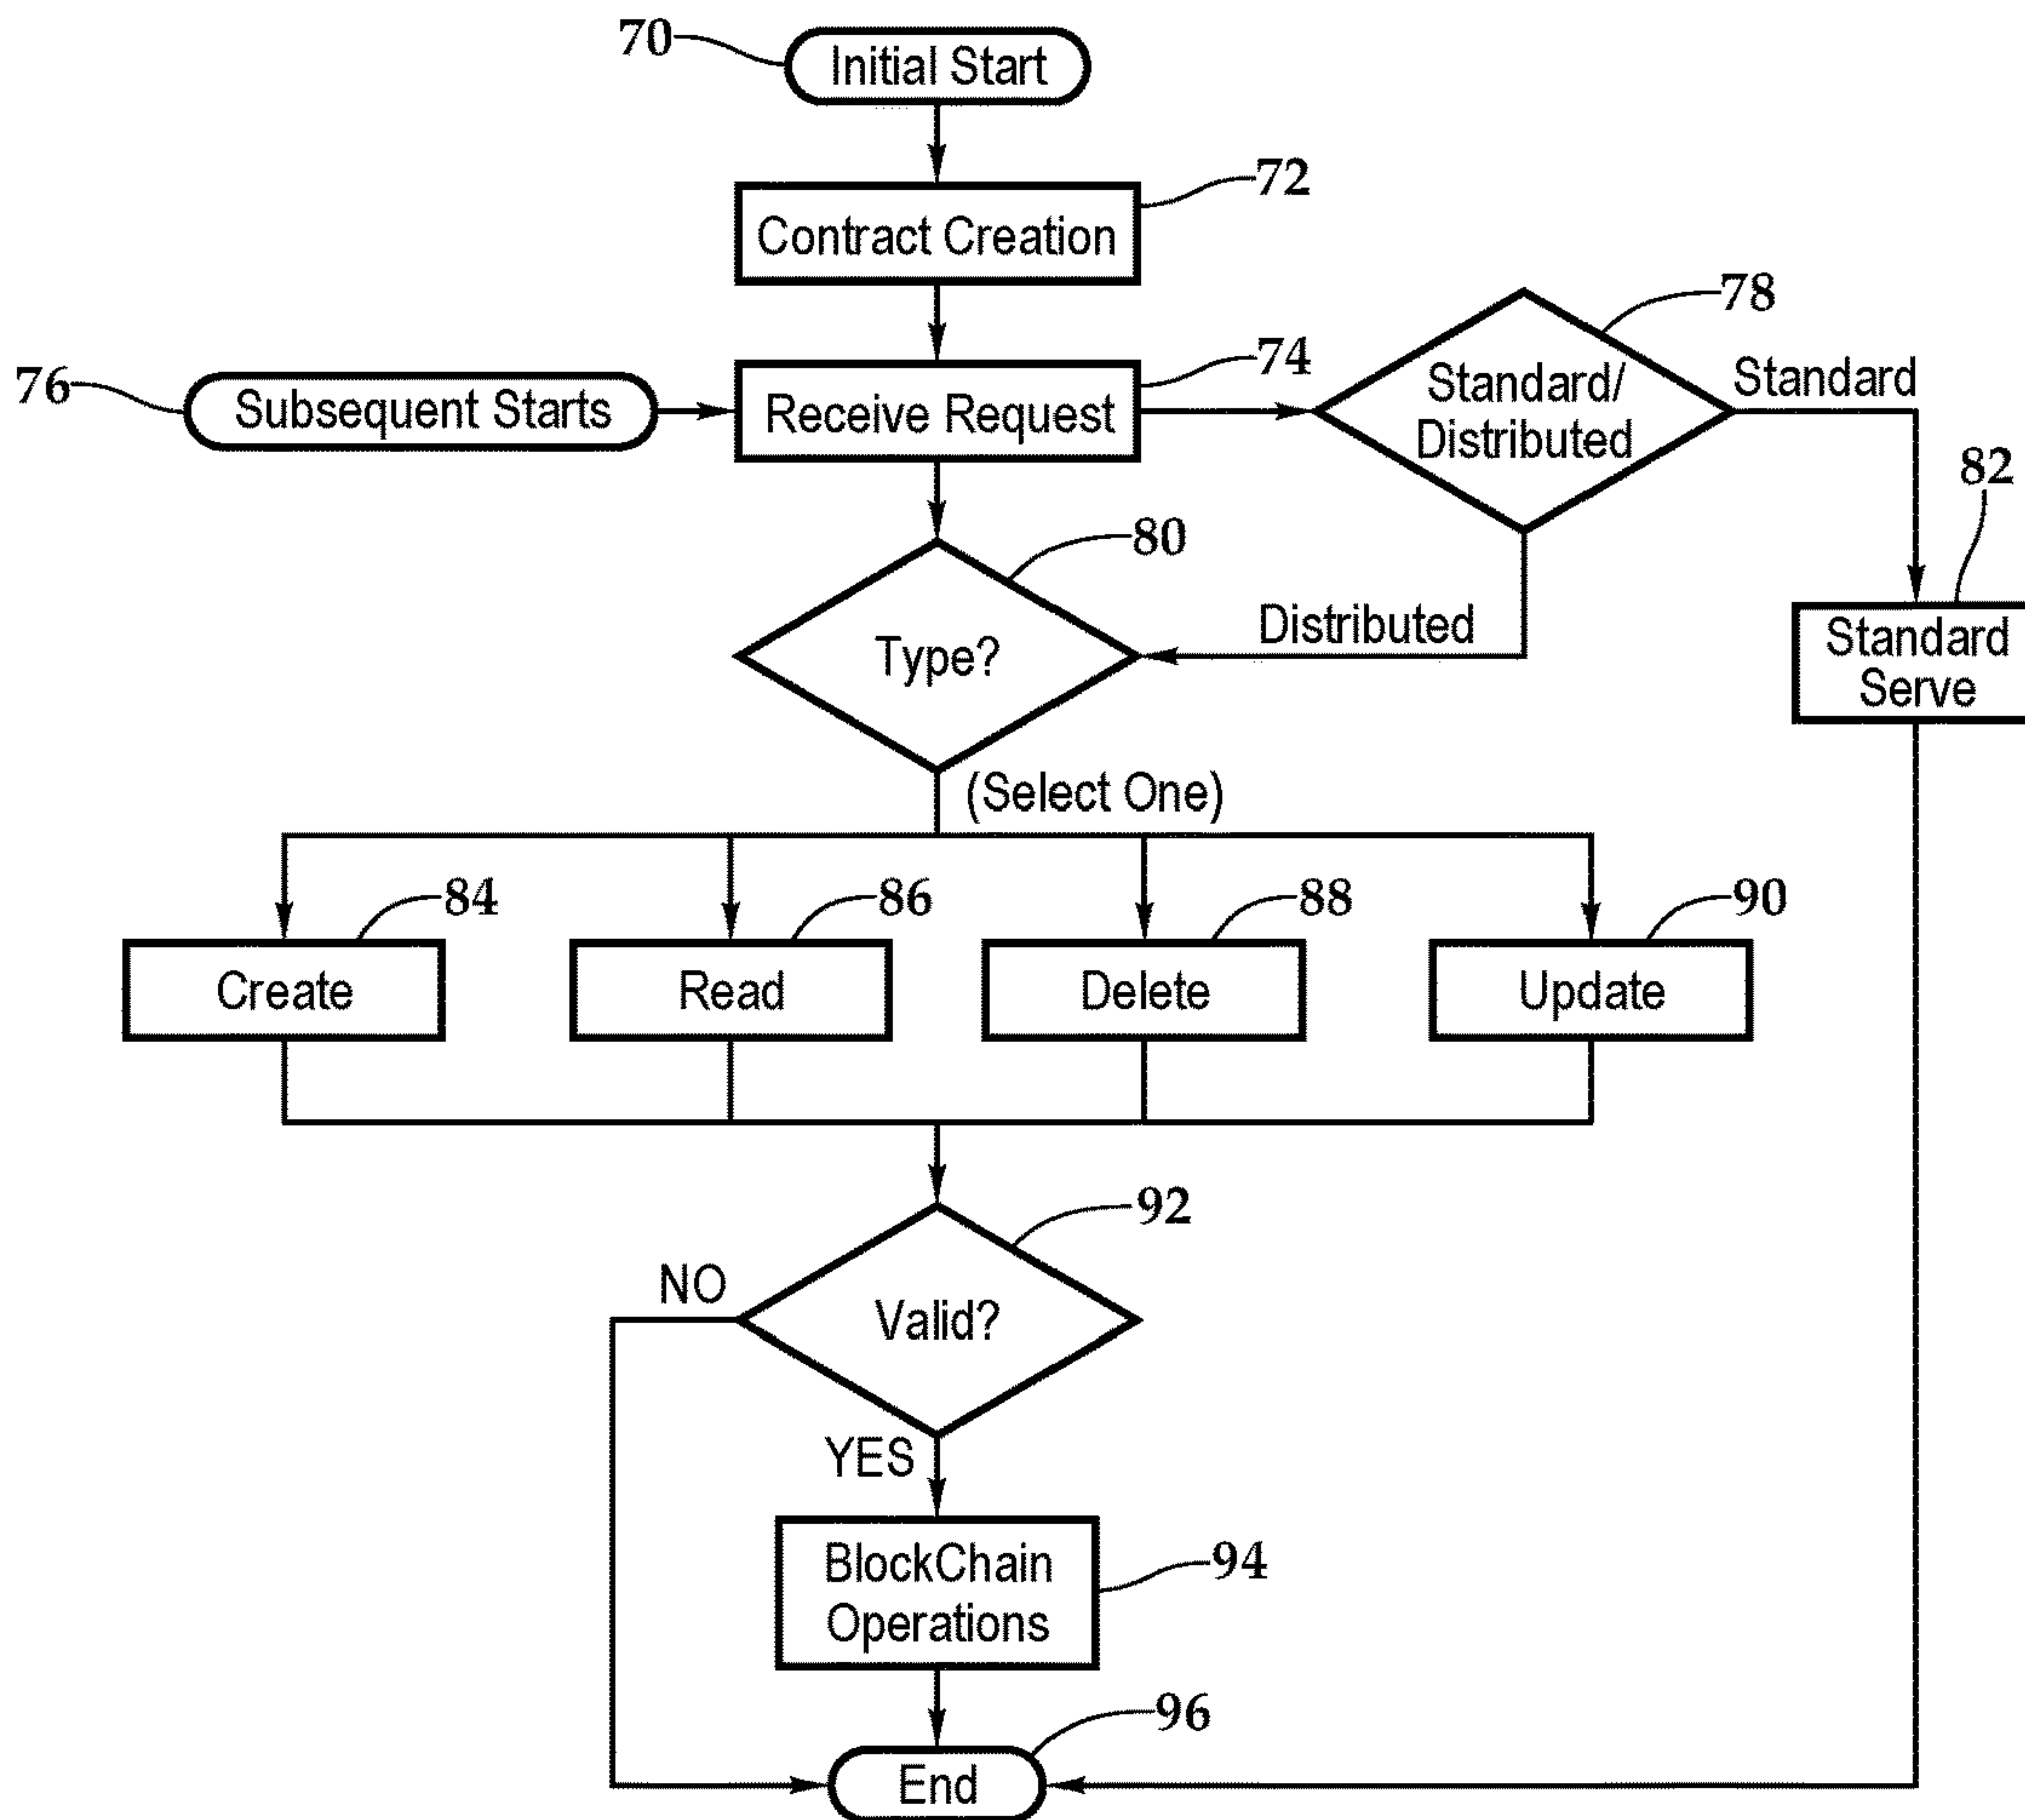 70
Initial Start
72
Contract Creation
78
74
76
Standard/
Standard
Subsequent Starts
Receive Request
Distributed
82
80
Distributed
Standard
Type?
Serve
(Select One)
84
86
88
90
Create
Read
Delete
Update
92
NO
Valid?
YES
BlockChain
94
Operations
96
End